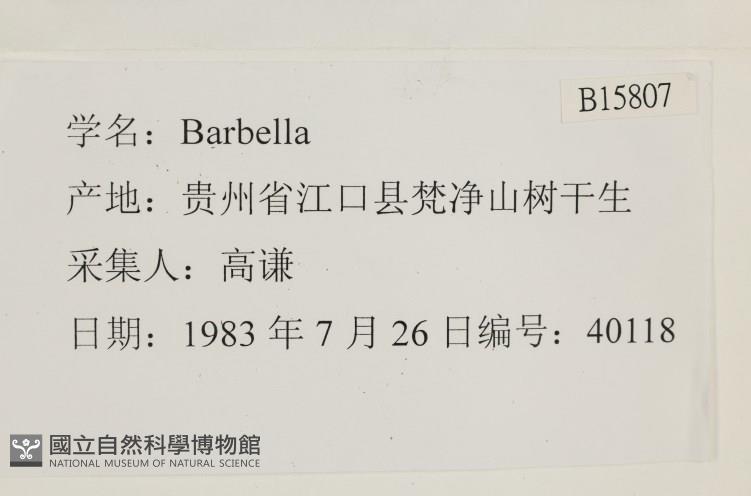 B15807
学名：Barbella
产地：贵州省江口县梵净山树干生
采集人：高谦
日期：1983 年 7 月 26 日编号：40118
國立自然科學博物館
NATIONAL MUSEUM OF NATURAL SCIENCE